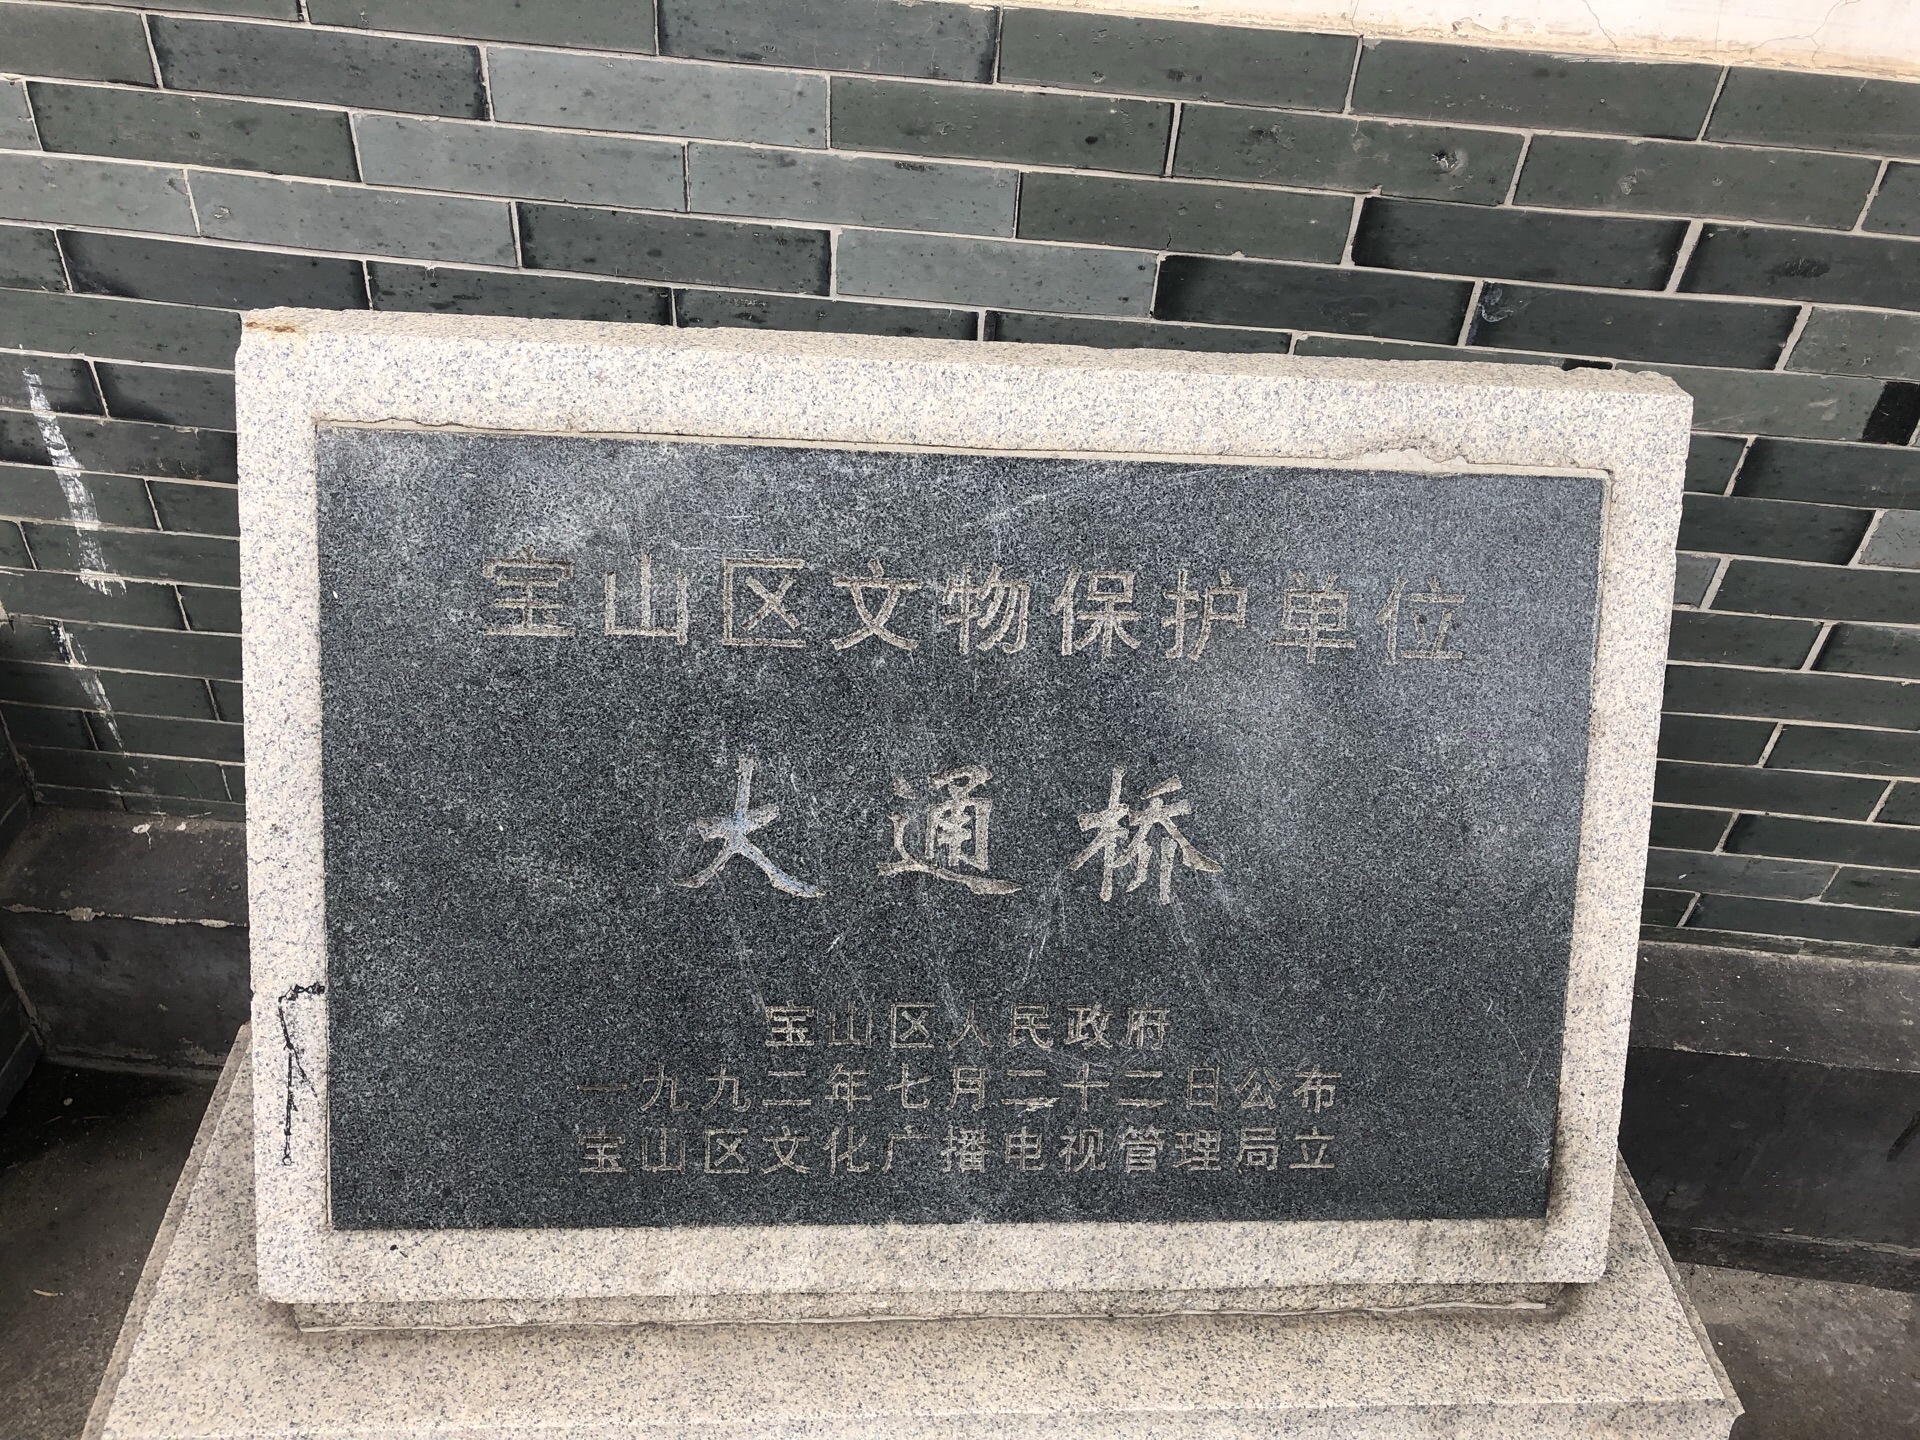 宝山区文物保护单位
大通桥
宝山区人民政府
一九九二年七月二十二日公布
宝山区文化广播电视管理局立